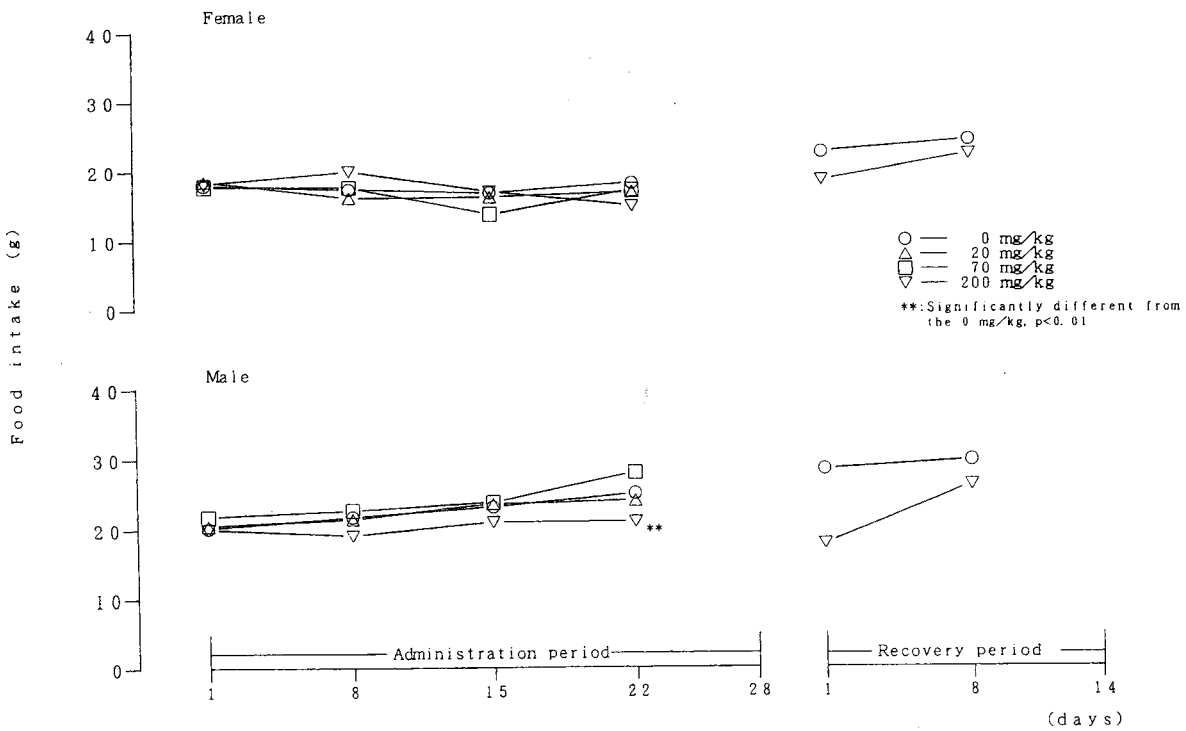 Female
40
30
20
10
0
Food intake (g)
○ — 0 mg/kg
△ — 20 mg/kg
□ — 70 mg/kg
▽ — 200 mg/kg
**:Significantly different from
the 0 mg/kg, p<0.01
Male
40
30
20
10
0
**
Administration period
Recovery period
1 8 15 22 28 1 8 14
(days)